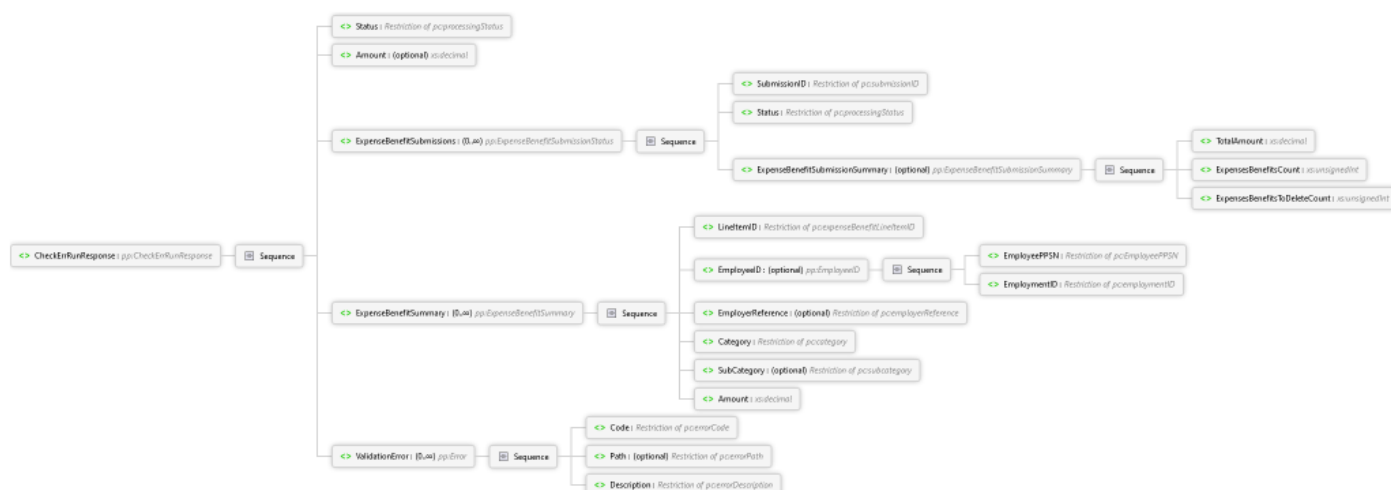 <> Status : Restriction of pc:processingStatus
<> Amount : (optional) xs:decimal
<> SubmissionID : Restriction of pc:submissionID
<> Status : Restriction of pc:processingStatus
<> ExpenseBenefitSubmissions : (0..∞) pp:ExpenseBenefitSubmissionStatus
Sequence
<> TotalAmount : xs:decimal
<> ExpenseBenefitSubmissionSummary : (optional) pp:ExpenseBenefitSubmissionSummary
Sequence
<> ExpensesBenefitsCount : xs:unsignedInt
<> ExpensesBenefitsToDeleteCount : xs:unsignedInt
<> LineItemID : Restriction of pc:expenseBenefitLineItemID
<> CheckErrRunResponse : pp:CheckErrRunResponse
Sequence
<> EmployeeID : (optional) pp:EmployeeID
Sequence
<> EmployeePPSN : Restriction of pc:EmployeePPSN
<> EmploymentID : Restriction of pc:employmentID
<> ExpenseBenefitSummary : (0..∞) pp:ExpenseBenefitSummary
Sequence
<> EmployerReference : (optional) Restriction of pc:employerReference
<> Category : Restriction of pc:category
<> SubCategory : (optional) Restriction of pc:subcategory
<> Amount : xs:decimal
<> Code : Restriction of pc:errorCode
<> ValidationError : (0..∞) pp:Error
Sequence
<> Path : (optional) Restriction of pc:errorPath
<> Description : Restriction of pc:errorDescription